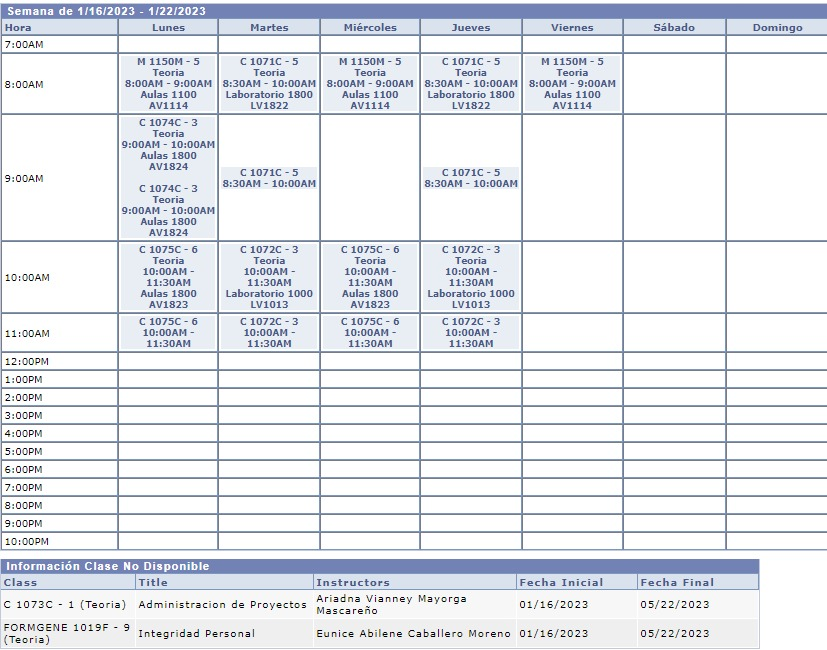 Semana de 1/16/2023 - 1/22/2023
Hora Lunes Martes Miércoles Jueves Viernes Sábado Domingo
7:00AM
8:00AM
M 1150M - 5
Teoria
8:00AM - 9:00AM
Aulas 1100
AV1114
C 1071C - 5
Teoria
8:30AM - 10:00AM
Laboratorio 1800
LV1822
M 1150M - 5
Teoria
8:00AM - 9:00AM
Aulas 1100
AV1114
C 1071C - 5
Teoria
8:30AM - 10:00AM
Laboratorio 1800
LV1822
M 1150M - 5
Teoria
8:00AM - 9:00AM
Aulas 1100
AV1114
9:00AM
C 1074C - 3
Teoria
9:00AM - 10:00AM
Aulas 1800
AV1824
C 1074C - 3
Teoria
9:00AM - 10:00AM
Aulas 1800
AV1824
C 1071C - 5
8:30AM - 10:00AM
C 1071C - 5
8:30AM - 10:00AM
10:00AM
C 1075C - 6
Teoria
10:00AM -
11:30AM
Aulas 1800
AV1823
C 1072C - 3
Teoria
10:00AM -
11:30AM
Laboratorio 1000
LV1013
C 1075C - 6
Teoria
10:00AM -
11:30AM
Aulas 1800
AV1823
C 1072C - 3
Teoria
10:00AM -
11:30AM
Laboratorio 1000
LV1013
11:00AM
C 1075C - 6
10:00AM -
11:30AM
C 1072C - 3
10:00AM -
11:30AM
C 1075C - 6
10:00AM -
11:30AM
C 1072C - 3
10:00AM -
11:30AM
12:00PM
1:00PM
2:00PM
3:00PM
4:00PM
5:00PM
6:00PM
7:00PM
8:00PM
9:00PM
10:00PM
Información Clase No Disponible
Class Title Instructors Fecha Inicial Fecha Final
C 1073C - 1 (Teoria) Administracion de Proyectos Ariadna Vianney Mayorga
Mascareño 01/16/2023 05/22/2023
FORMGENE 1019F - 9
(Teoria) Integridad Personal Eunice Abilene Caballero Moreno 01/16/2023 05/22/2023